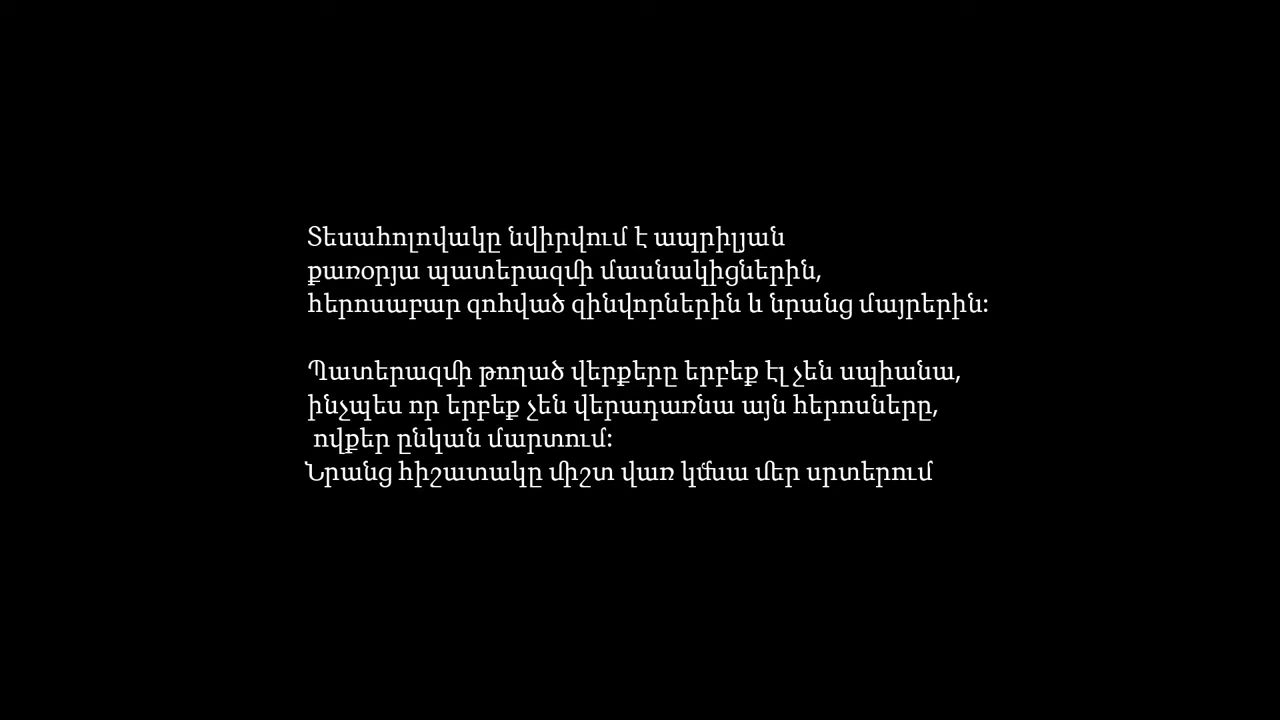 Տեսահոլովակը նվիրվում է ապրիլյան
քառօրյա պատերազմի մասնակիցներին,
հերոսաբար զոհված զինվորներին և նրանց մայրերին:
Պատերազմի թողած վերքերը երբեք էլ չեն սպիանա,
ինչպես որ երբեք չեն վերադառնա այն հերոսները,
ովքեր ընկան մարտում:
Նրանց հիշատակը միշտ վառ կմնա մեր սրտերում